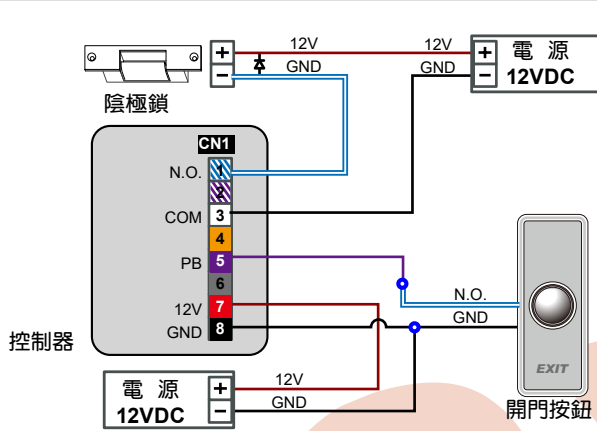 + 12V 12V + 電 源
- GND GND - 12VDC
陰極鎖
CN1
N.O. 1
2
COM 3
4
PB 5
6
12V 7
GND 8
控制器
N.O.
GND
EXIT
開門按鈕
電 源 + 12V
12VDC - GND